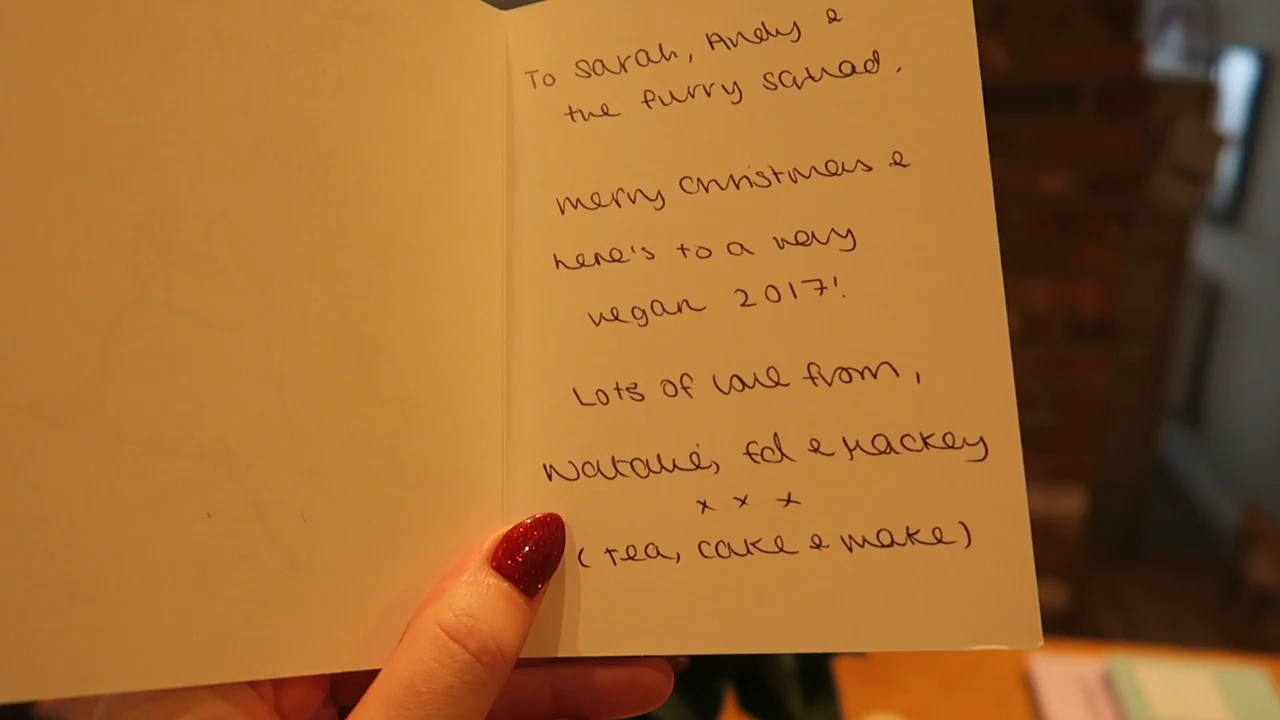 To Sarah, Andy &
the furry squad.
merry christmas &
here's to a very
vegan 2017!
Lots of love from,
Natalie, Ed & Mackey
x x x
(tea, cake & make)